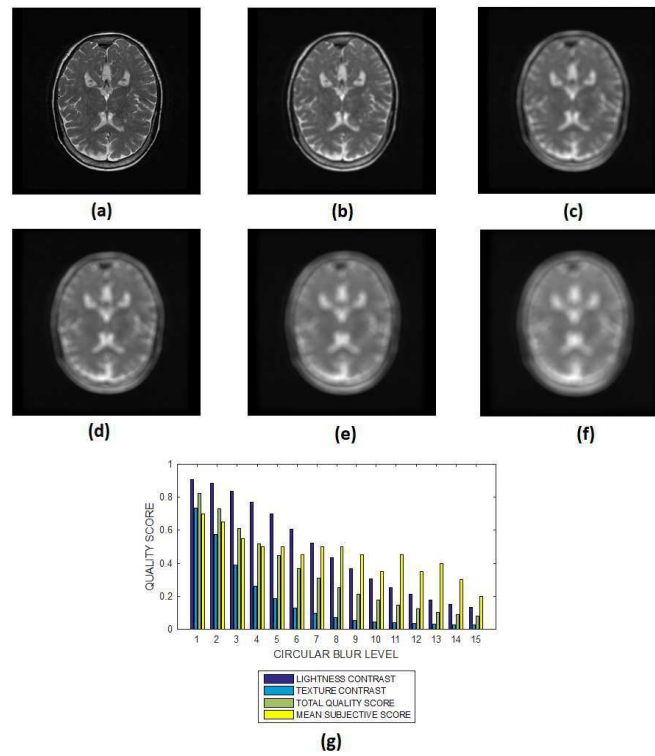 (a) (b) (c)
(d) (e) (f)
1
0.8
0.6
0.4
0.2
0
QUALITY SCORE
1 2 3 4 5 6 7 8 9 10 11 12 13 14 15
CIRCULAR BLUR LEVEL
LIGHTNESS CONTRAST
TEXTURE CONTRAST
TOTAL QUALITY SCORE
MEAN SUBJECTIVE SCORE
(g)